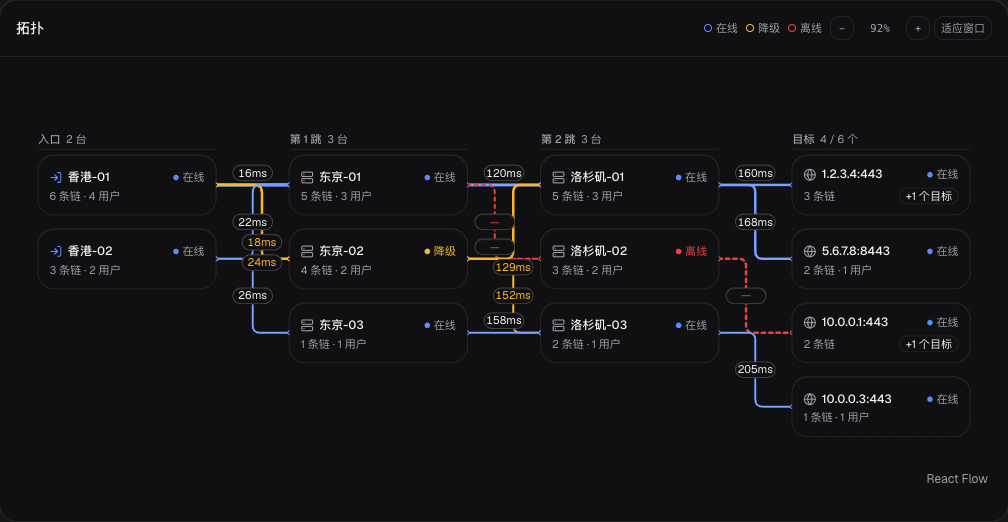 拓扑
在线 降级 离线 − 92% + 适应窗口
入口 2 台
第 1 跳 3 台
第 2 跳 3 台
目标 4 / 6 个
香港-01 在线
6 条链 · 4 用户
香港-02 在线
3 条链 · 2 用户
16ms
22ms
18ms
24ms
26ms
东京-01 在线
5 条链 · 3 用户
东京-02 降级
4 条链 · 2 用户
东京-03 在线
1 条链 · 1 用户
120ms
—
—
129ms
152ms
158ms
洛杉矶-01 在线
5 条链 · 3 用户
洛杉矶-02 离线
3 条链 · 2 用户
洛杉矶-03 在线
2 条链 · 1 用户
160ms
168ms
—
205ms
1.2.3.4:443 在线
3 条链 +1 个目标
5.6.7.8:8443 在线
2 条链 · 1 用户
10.0.0.1:443 在线
2 条链 +1 个目标
10.0.0.3:443 在线
1 条链 · 1 用户
React Flow